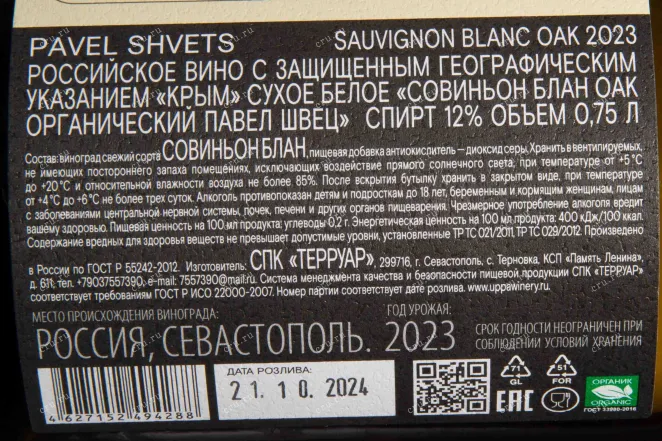 PAVEL SHVETS SAUVIGNON BLANC OAK 2023
РОССИЙСКОЕ ВИНО С ЗАЩИЩЕННЫМ ГЕОГРАФИЧЕСКИМ
УКАЗАНИЕМ «КРЫМ» СУХОЕ БЕЛОЕ «СОВИНЬОН БЛАН ОАК
ОРГАНИЧЕСКИЙ ПАВЕЛ ШВЕЦ» СПИРТ 12% ОБЪЕМ 0,75 Л
Состав: виноград свежий сорта СОВИНЬОН БЛАН, пищевая добавка антиокислитель – диоксид серы. Хранить в вентилируемых,
не имеющих постороннего запаха помещениях, исключающих воздействие прямого солнечного света, при температуре от +5°C
до +20°C и относительной влажности воздуха не более 85%. После вскрытия бутылку хранить в закрытом виде, при температуре
от +4°C до +6°C не более трех суток. Алкоголь противопоказан детям и подросткам до 18 лет, беременным и кормящим женщинам, лицам
с заболеваниями центральной нервной системы, почек, печени и других органов пищеварения. Чрезмерное употребление алкоголя вредит
вашему здоровью. Пищевая ценность на 100 мл продукта: углеводы 0,2 г. Энергетическая ценность на 100 мл продукта: 400 кДж/100 ккал.
Содержание вредных для здоровья веществ не превышает допустимые уровни, установленные ТР ТС 021/2011, ТР ТС 029/2012. Произведено
в России по ГОСТ Р 55242-2012. Изготовитель: СПК «ТЕРРУАР», 299716, г. Севастополь, с. Терновка, КСП «Память Ленина»,
д. 611, тел. +79037557390, e-mail: 7557390@mail.ru. Система менеджмента качества и безопасности пищевой продукции СПК «ТЕРРУАР»
соответствует требованиям ГОСТ Р ИСО 22000-2007. Номер партии соответствует дате розлива. www.uppawinery.ru.
МЕСТО ПРОИСХОЖДЕНИЯ ВИНОГРАДА: ГОД УРОЖАЯ:
РОССИЯ, СЕВАСТОПОЛЬ. 2023
СРОК ГОДНОСТИ НЕОГРАНИЧЕН ПРИ
СОБЛЮДЕНИИ УСЛОВИЙ ХРАНЕНИЯ
ДАТА РОЗЛИВА:
21.10.2024
4 627152 494288
71
GL
51
FOR
EAC
ОРГАНИК
ORGANIC
ГОСТ 33980-2016
cru.ru